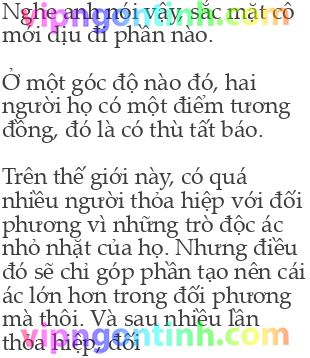 Nghe anh nói vậy, sắc mặt cô
mới dịu đi phần nào.
Ở một góc độ nào đó, hai
người họ có một điểm tương
đồng, đó là có thù tất báo.
Trên thế giới này, có quá
nhiều người thỏa hiệp với đối
phương vì những trò độc ác
nhỏ nhặt của họ. Nhưng điều
đó sẽ chỉ góp phần tạo nên cái
ác lớn hơn trong đối phương
mà thôi. Và sau nhiều lần
thỏa hiệp, đối
vipngontinh.com
vipngontinh.com